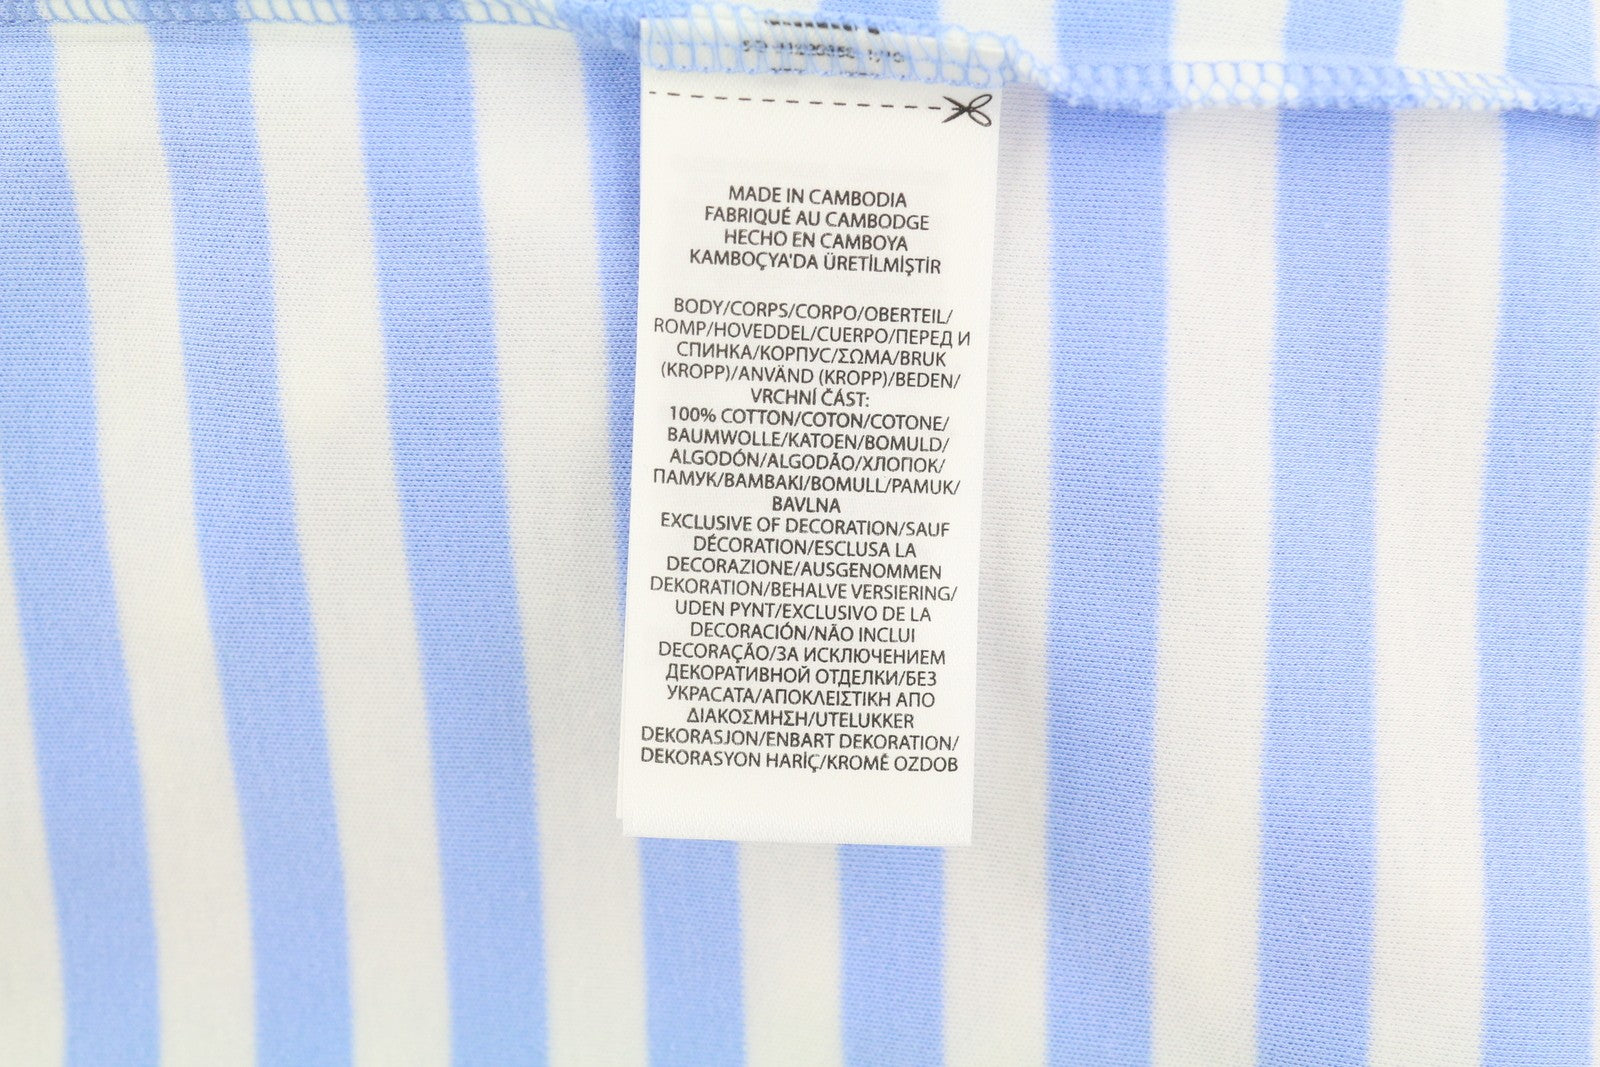 MADE IN CAMBODIA
FABRIQUÉ AU CAMBODGE
HECHO EN CAMBOYA
KAMBOÇYA'DA ÜRETİLMİŞTİR
BODY/CORPS/CORPO/OBERTEIL/
ROMP/HOVEDDEL/CUERPO/ПЕРЕД И
СПИНКА/КОРПУС/ΣΩΜΑ/BRUK
(KROPP)/ANVÄND (KROPP)/BEDEN/
VRCHNÍ ČÁST:
100% COTTON/COTON/COTONE/
BAUMWOLLE/KATOEN/BOMULD/
ALGODÓN/ALGODÃO/ХЛОПОК/
ПАМУК/ΒΑΜΒΑΚΙ/BOMULL/PAMUK/
BAVLNA
EXCLUSIVE OF DECORATION/SAUF
DÉCORATION/ESCLUSA LA
DECORAZIONE/AUSGENOMMEN
DEKORATION/BEHALVE VERSIERING/
UDEN PYNT/EXCLUSIVO DE LA
DECORACIÓN/NÃO INCLUI
DECORAÇÃO/ЗА ИСКЛЮЧЕНИЕМ
ДЕКОРАТИВНОЙ ОТДЕЛКИ/БЕЗ
УКРАСАТА/ΑΠΟΚΛΕΙΣΤΙΚΗ ΑΠΟ
ΔΙΑΚΟΣΜΗΣΗ/UTELUKKER
DEKORASJON/ENBART DEKORATION/
DEKORASYON HARİÇ/KROMĚ OZDOB